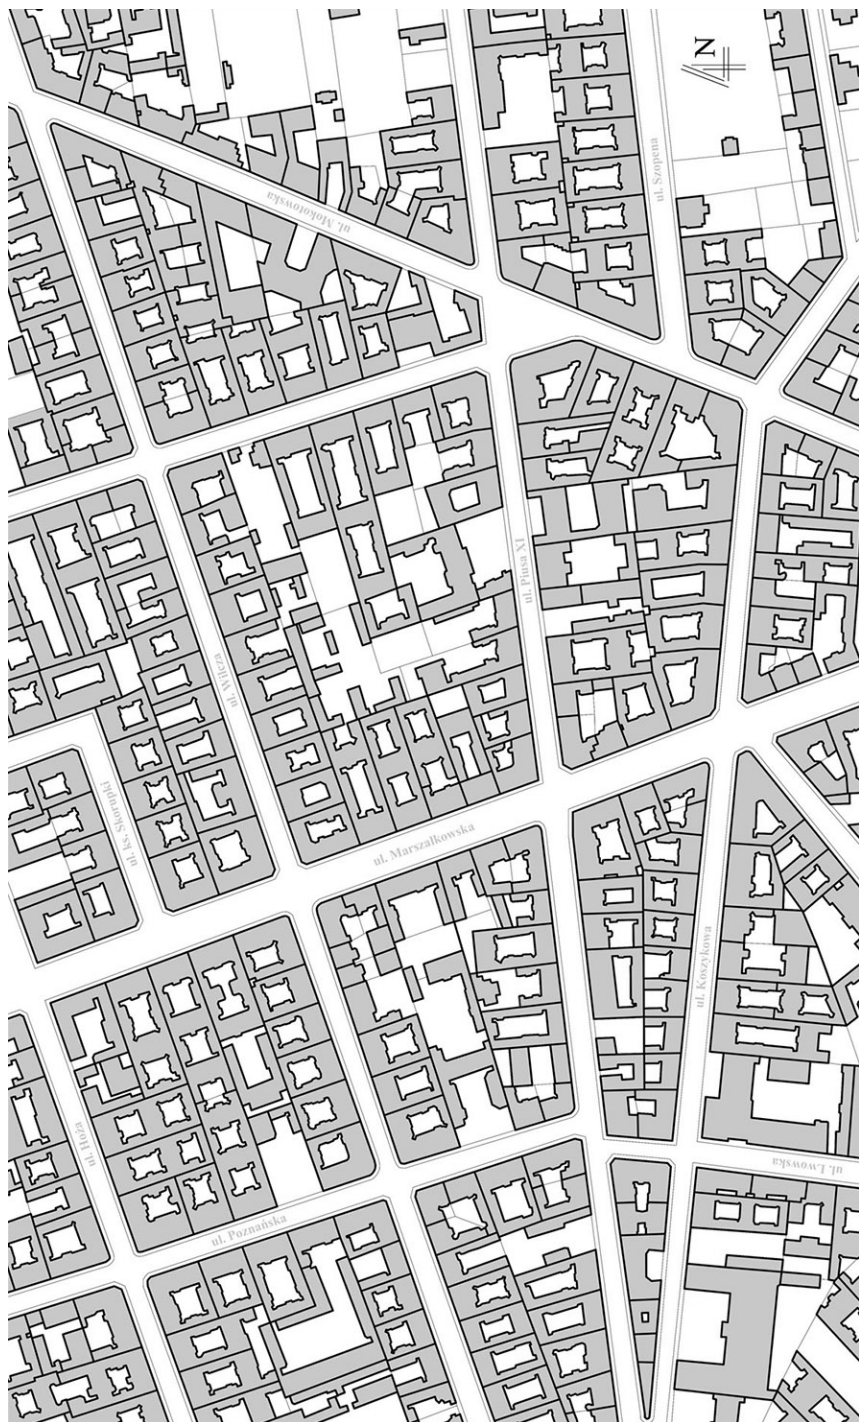 N
ul. Szopena
ul. Mokotowska
ul. Piusa XI
ul. Wilcza
ul. ks. Skorupki
ul. Marszałkowska
ul. Koszykowa
ul. Hoża
ul. Lwowska
ul. Poznańska